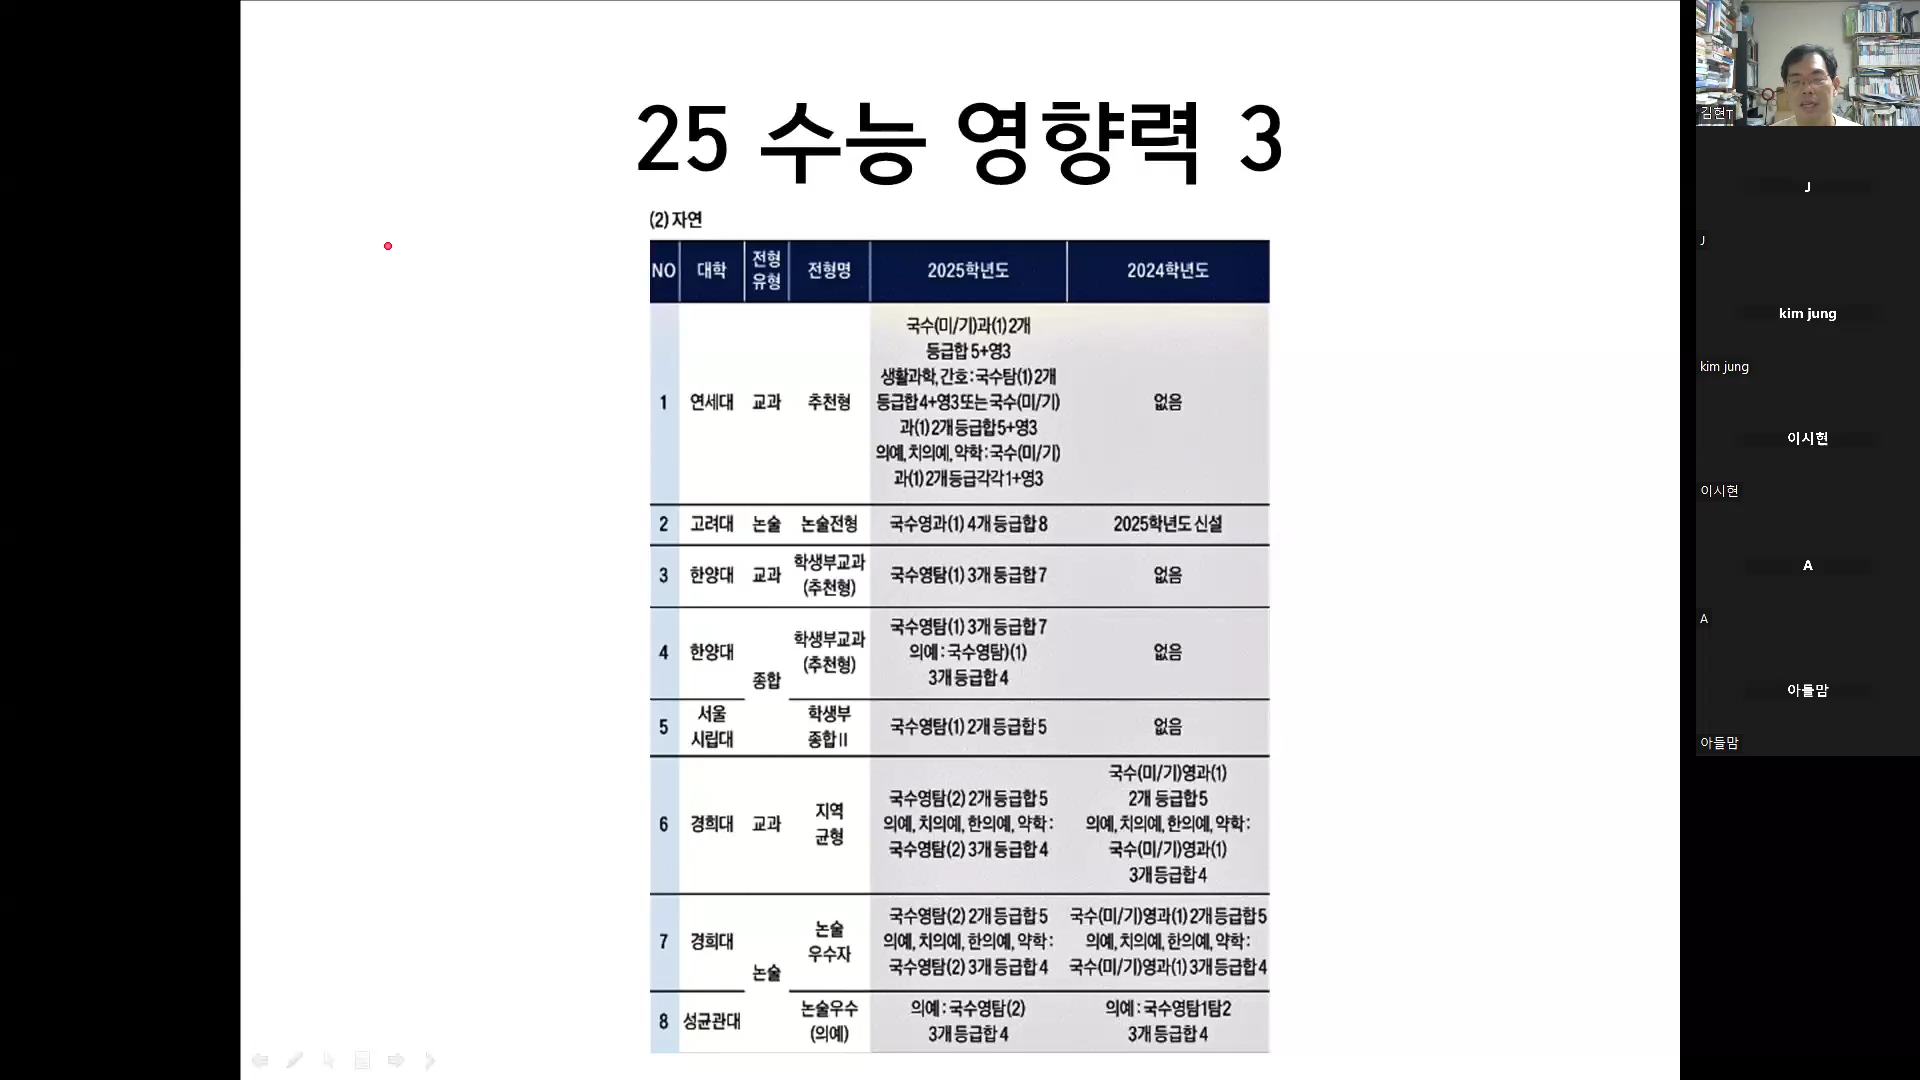 25 수능 영향력 3
(2) 자연
NO 대학 전형유형 전형명 2025학년도 2024학년도
1 연세대 교과 추천형
국수(미/기)과(1) 2개
등급합 5+영3
생활과학, 간호 : 국수탐(1) 2개
등급합 4+영3 또는 국수(미/기)
과(1) 2개 등급합 5+영3
의예, 치의예, 약학 : 국수(미/기)
과(1) 2개 등급 각각 1+영3
없음
2 고려대 논술 논술전형 국수영과(1) 4개 등급합 8 2025학년도 신설
3 한양대 교과 학생부교과
(추천형)
국수영탐(1) 3개 등급합 7 없음
4 한양대 종합 학생부교과
(추천형)
국수영탐(1) 3개 등급합 7
의예 : 국수영탐)(1)
3개 등급합 4
없음
5 서울
시립대
학생부
종합 II
국수영탐(1) 2개 등급합 5 없음
6 경희대 교과 지역
균형
국수영탐(2) 2개 등급합 5
의예, 치의예, 한의예, 약학 :
국수영탐(2) 3개 등급합 4
국수(미/기)영과(1)
2개 등급합 5
의예, 치의예, 한의예, 약학 :
국수(미/기)영과(1)
3개 등급합 4
7 경희대 논술 논술
우수자
국수영탐(2) 2개 등급합 5
의예, 치의예, 한의예, 약학 :
국수영탐(2) 3개 등급합 4
국수(미/기)영과(1) 2개 등급합 5
의예, 치의예, 한의예, 약학 :
국수(미/기)영과(1) 3개 등급합 4
8 성균관대 논술우수
(의예)
의예 : 국수영탐(2)
3개 등급합 4
의예 : 국수영탐1탐2
3개 등급합 4
김현T
J
J
kim jung
kim jung
이시현
이시현
A
A
아들맘
아들맘